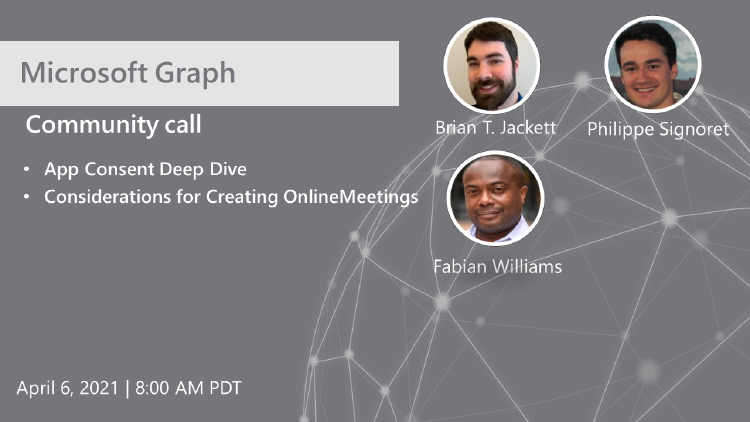 Microsoft Graph
Community call
• App Consent Deep Dive
• Considerations for Creating OnlineMeetings
Brian T. Jackett
Philippe Signoret
Fabian Williams
April 6, 2021 | 8:00 AM PDT